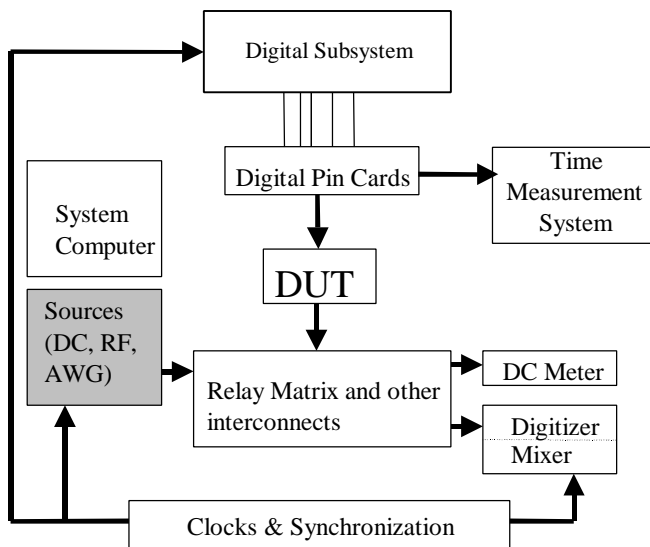 Digital Subsystem
Digital Pin Cards
Time
Measurement
System
System
Computer
DUT
Sources
(DC, RF,
AWG)
Relay Matrix and other
interconnects
DC Meter
Digitizer
Mixer
Clocks & Synchronization